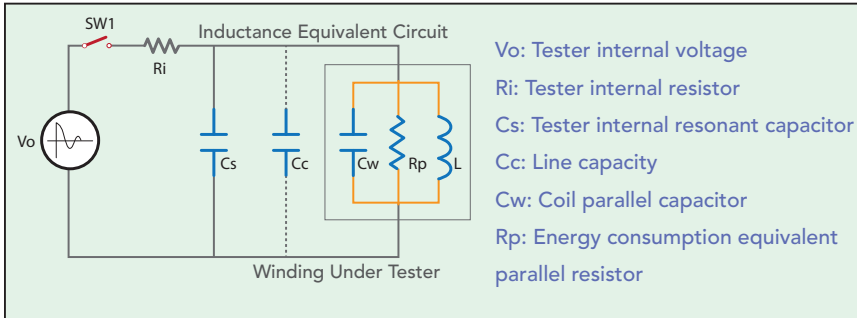 SW1
Inductance Equivalent Circuit
Ri
Vo
Cs
Cc
Cw
Rp
L
Winding Under Tester
Vo: Tester internal voltage
Ri: Tester internal resistor
Cs: Tester internal resonant capacitor
Cc: Line capacity
Cw: Coil parallel capacitor
Rp: Energy consumption equivalent
parallel resistor